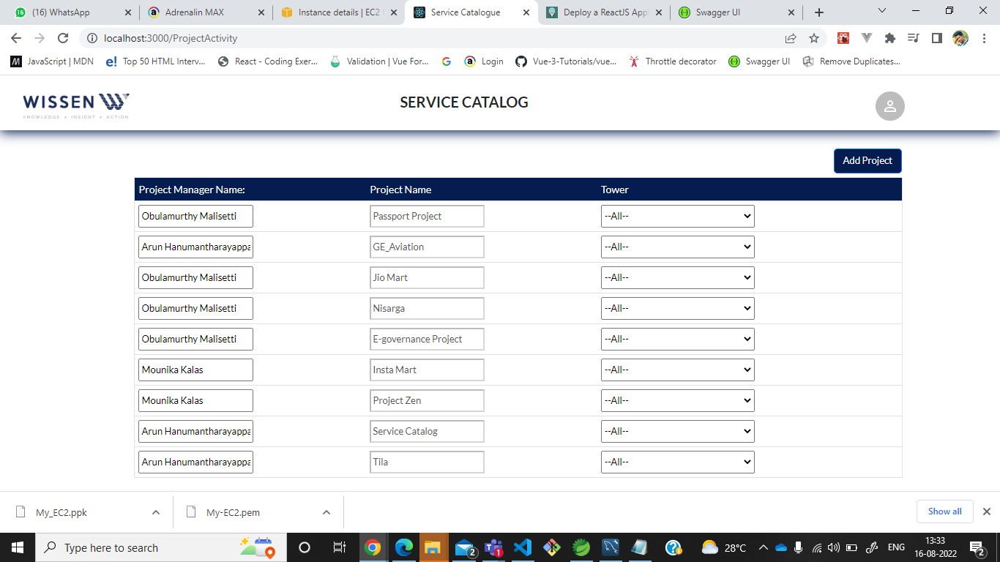 (16) WhatsApp
Adrenalin MAX
Instance details | EC2
Service Catalogue
Deploy a ReactJS App
Swagger UI
localhost:3000/ProjectActivity
JavaScript | MDN
Top 50 HTML Interv...
React - Coding Exer...
Validation | Vue For...
Login
Vue-3-Tutorials/vue...
Throttle decorator
Swagger UI
Remove Duplicates...
WISSEN
KNOWLEDGE • INSIGHT • ACTION
SERVICE CATALOG
Add Project
Project Manager Name: Project Name Tower
Obulamurthy Malisetti Passport Project --All--
Arun Hanumantharayappa GE_Aviation --All--
Obulamurthy Malisetti Jio Mart --All--
Obulamurthy Malisetti Nisarga --All--
Obulamurthy Malisetti E-governance Project --All--
Mounika Kalas Insta Mart --All--
Mounika Kalas Project Zen --All--
Arun Hanumantharayappa Service Catalog --All--
Arun Hanumantharayappa Tila --All--
My_EC2.ppk
My-EC2.pem
Show all
Type here to search
2
1
28°C
ENG
13:33
16-08-2022
2